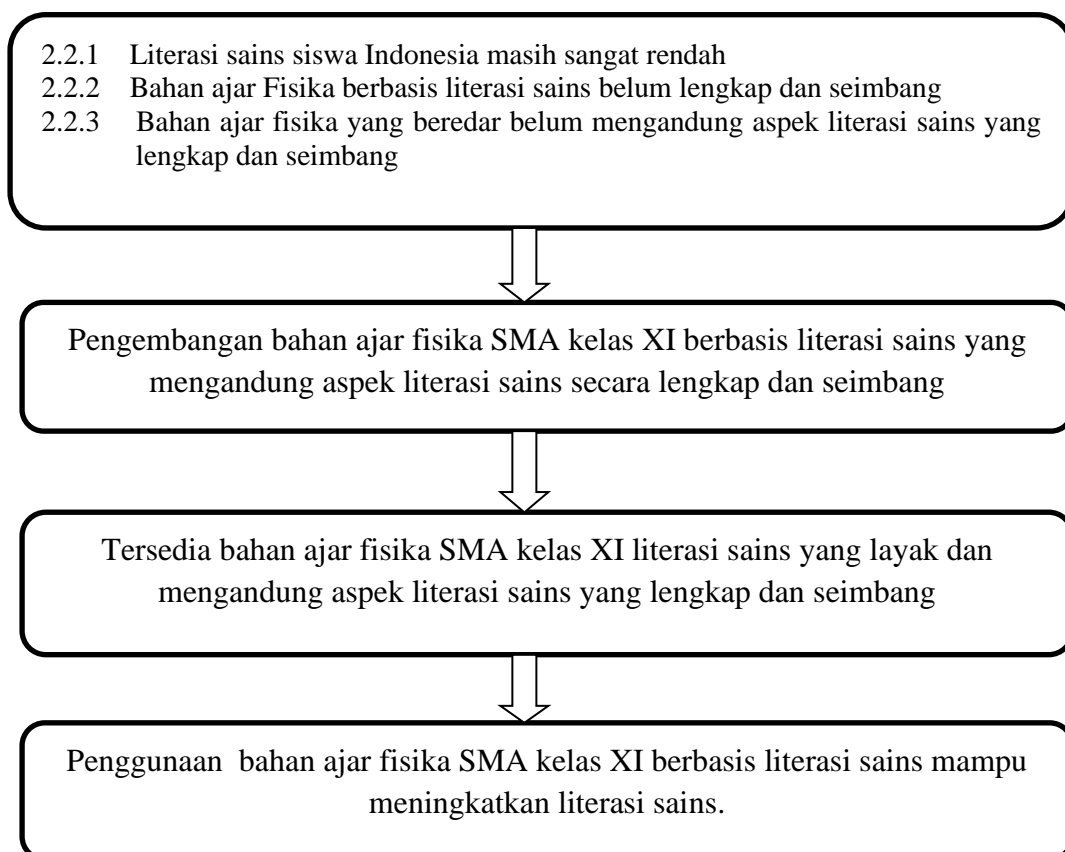 2.2.1 Literasi sains siswa Indonesia masih sangat rendah
2.2.2 Bahan ajar Fisika berbasis literasi sains belum lengkap dan seimbang
2.2.3 Bahan ajar fisika yang beredar belum mengandung aspek literasi sains yang
lengkap dan seimbang
Pengembangan bahan ajar fisika SMA kelas XI berbasis literasi sains yang
mengandung aspek literasi sains secara lengkap dan seimbang
Tersedia bahan ajar fisika SMA kelas XI literasi sains yang layak dan
mengandung aspek literasi sains yang lengkap dan seimbang
Penggunaan bahan ajar fisika SMA kelas XI berbasis literasi sains mampu
meningkatkan literasi sains.